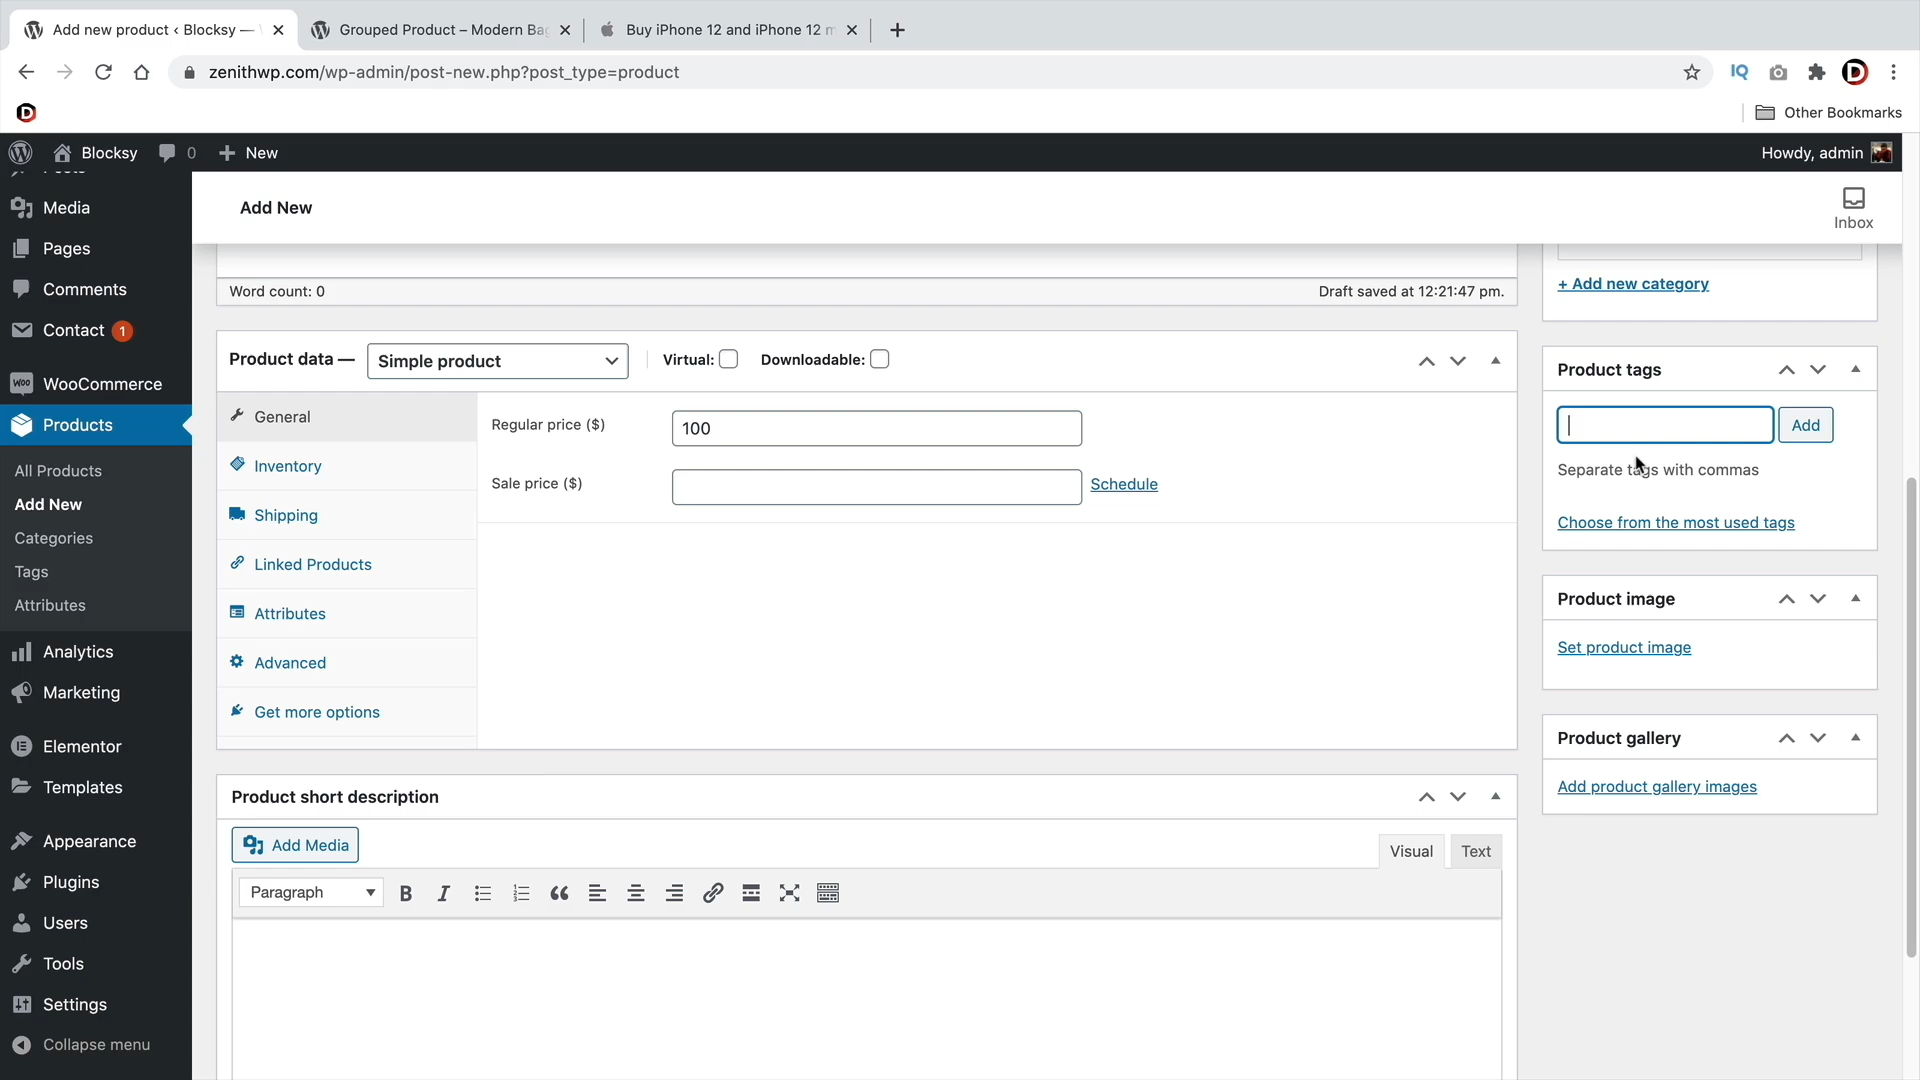 Add new product ‹ Blocksy —
Grouped Product – Modern Ba
Buy iPhone 12 and iPhone 12 m
zenithwp.com/wp-admin/post-new.php?post_type=product
IQ
D
D
Other Bookmarks
Blocksy
0
New
Howdy, admin
Posts
Media
Pages
Comments
Contact 1
WooCommerce
Products
All Products
Add New
Categories
Tags
Attributes
Analytics
Marketing
Elementor
Templates
Appearance
Plugins
Users
Tools
Settings
Collapse menu
Add New
Inbox
Word count: 0
Draft saved at 12:21:47 pm.
Product data —
Simple product
Virtual:
Downloadable:
General
Inventory
Shipping
Linked Products
Attributes
Advanced
Get more options
Regular price ($)
100
Sale price ($)
Schedule
Product short description
Add Media
Visual
Text
Paragraph
B
I
+ Add new category
Product tags
Add
Separate tags with commas
Choose from the most used tags
Product image
Set product image
Product gallery
Add product gallery images